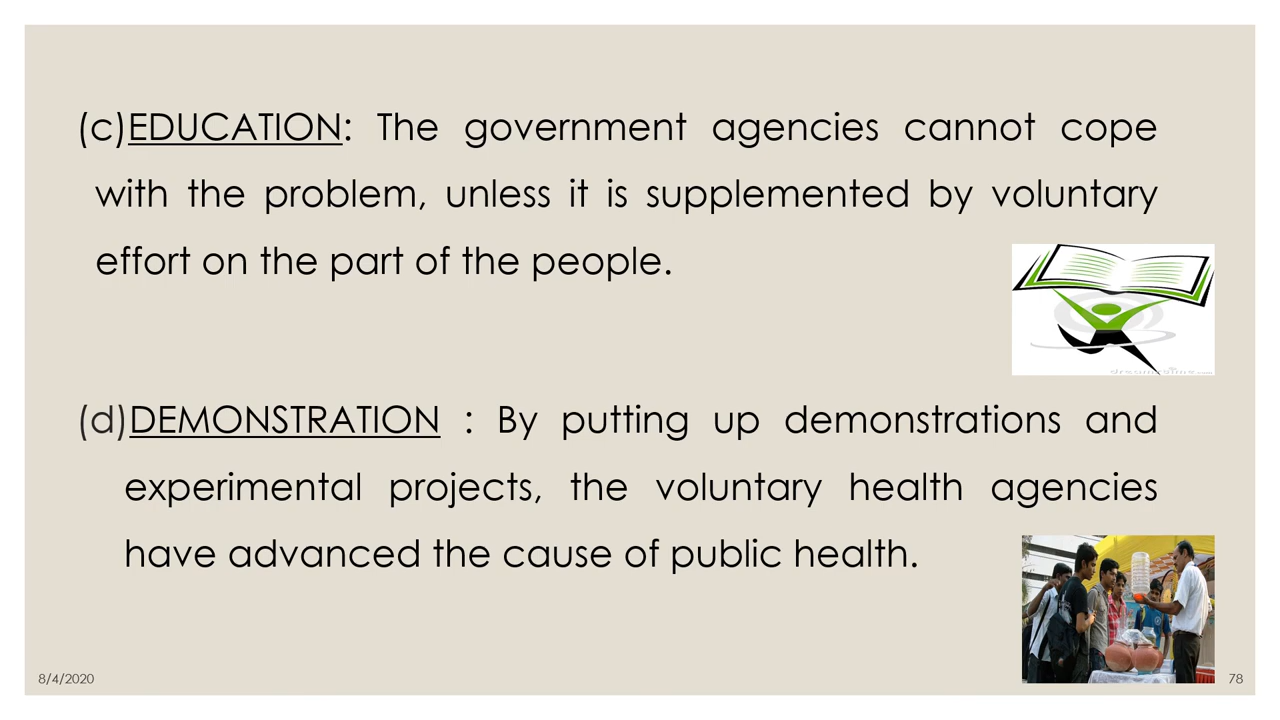 (c)EDUCATION: The government agencies cannot cope
with the problem, unless it is supplemented by voluntary
effort on the part of the people.
(d)DEMONSTRATION : By putting up demonstrations and
experimental projects, the voluntary health agencies
have advanced the cause of public health.
8/4/2020
78